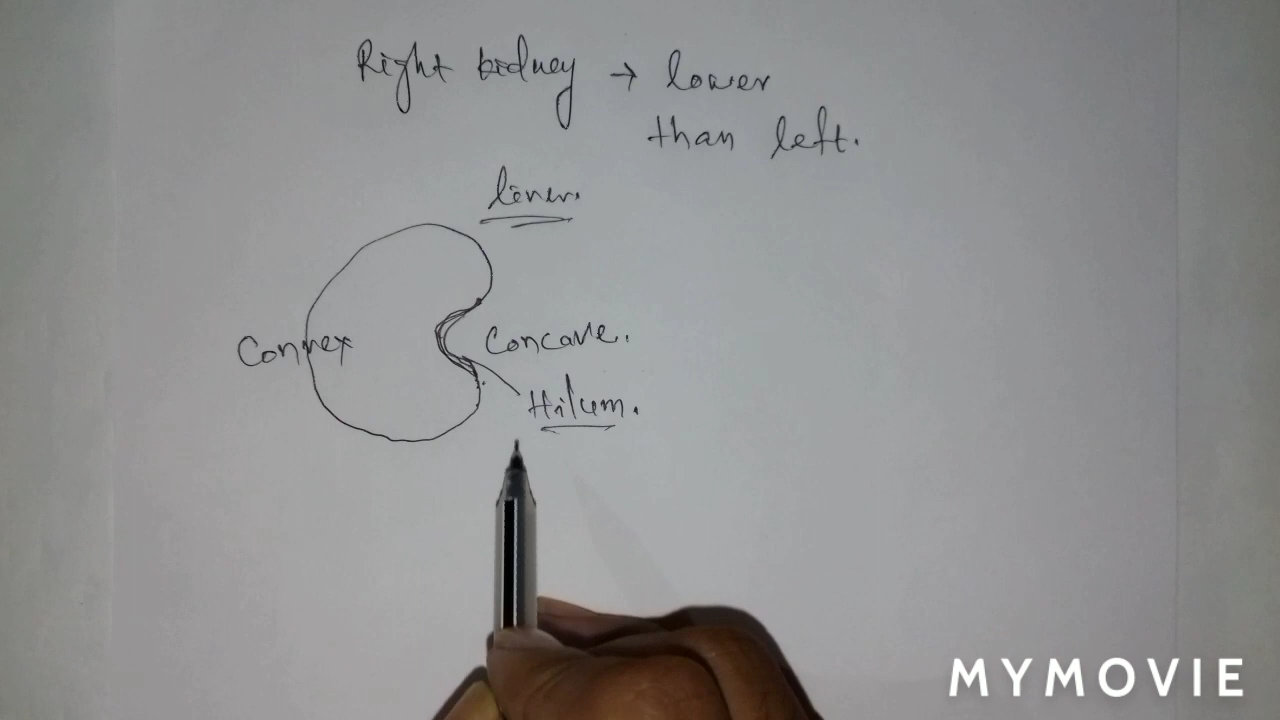 Right kidney → lower
than left.
liver.
Convex
Concave.
Hilum.
MYMOVIE